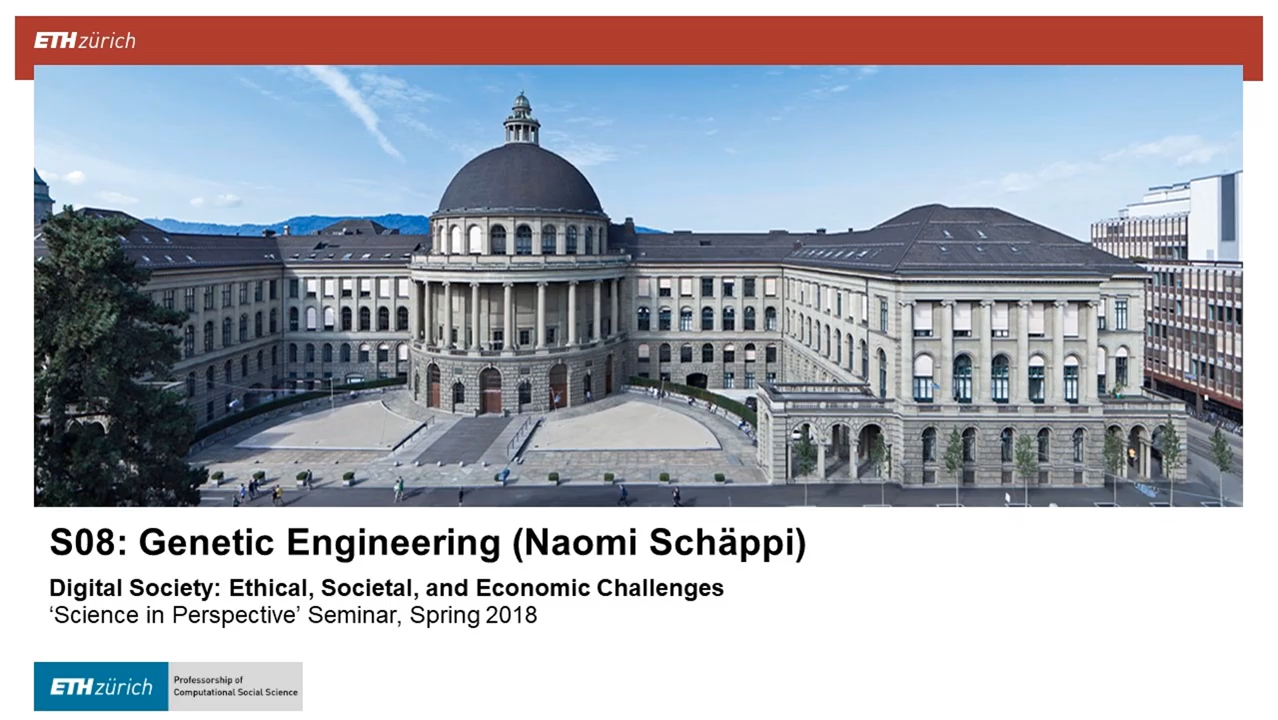 ETH zürich
S08: Genetic Engineering (Naomi Schäppi)
Digital Society: Ethical, Societal, and Economic Challenges
‘Science in Perspective’ Seminar, Spring 2018
ETH zürich
Professorship of
Computational Social Science